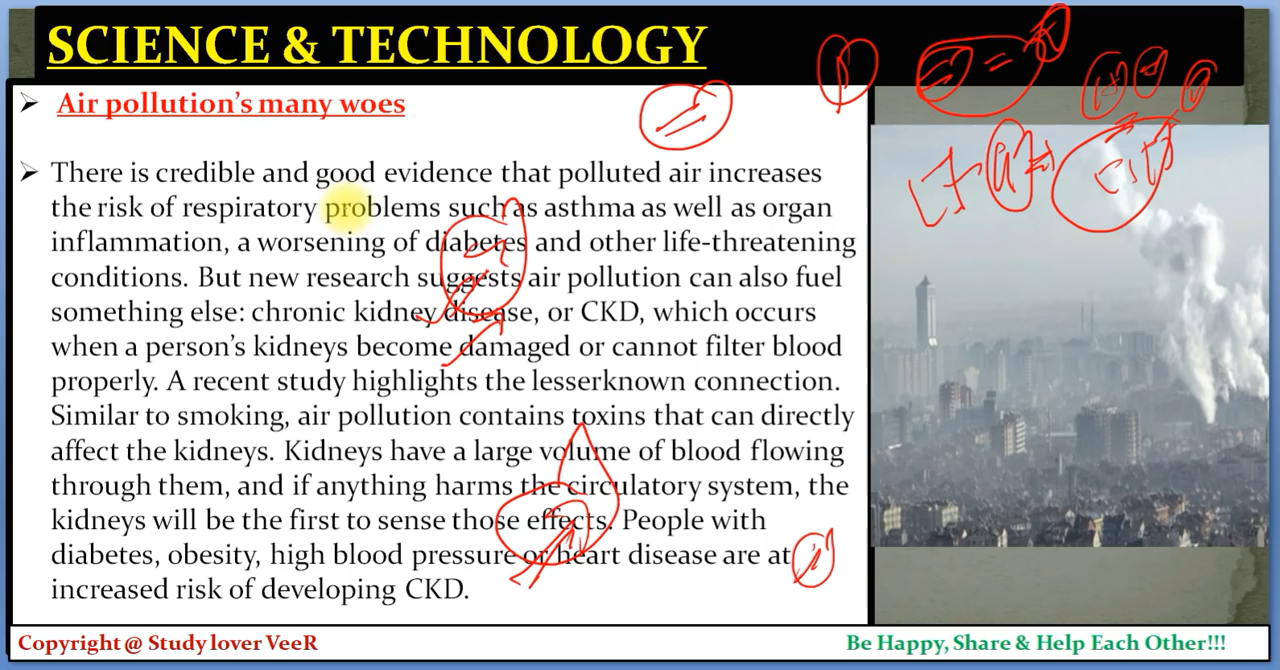 SCIENCE & TECHNOLOGY
Air pollution's many woes
There is credible and good evidence that polluted air increases
the risk of respiratory problems such as asthma as well as organ
inflammation, a worsening of diabetes and other life-threatening
conditions. But new research suggests air pollution can also fuel
something else: chronic kidney disease, or CKD, which occurs
when a person's kidneys become damaged or cannot filter blood
properly. A recent study highlights the lesserknown connection.
Similar to smoking, air pollution contains toxins that can directly
affect the kidneys. Kidneys have a large volume of blood flowing
through them, and if anything harms the circulatory system, the
kidneys will be the first to sense those effects. People with
diabetes, obesity, high blood pressure or heart disease are at
increased risk of developing CKD.
Copyright @ Study lover VeeR
Be Happy, Share & Help Each Other!!!